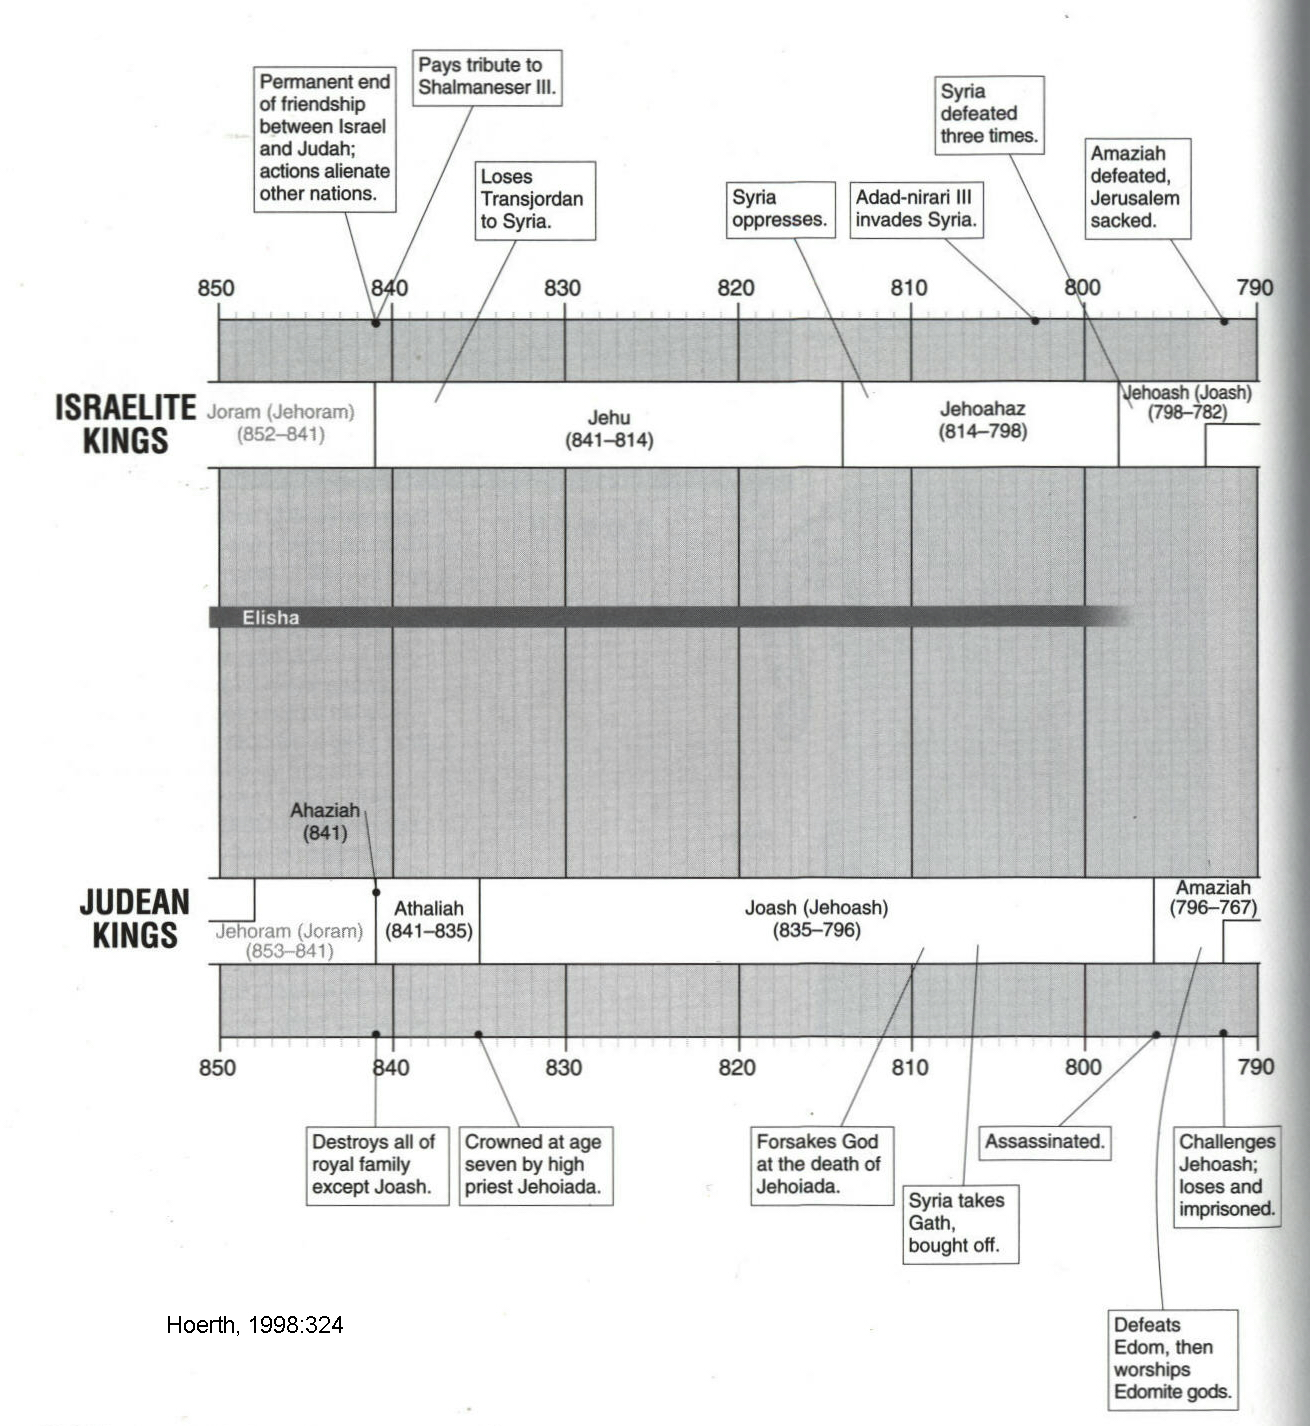 Permanent end
of friendship
between Israel
and Judah;
actions alienate
other nations.
Pays tribute to
Shalmaneser III.
Loses
Transjordan
to Syria.
Syria
oppresses.
Adad-nirari III
invades Syria.
Syria
defeated
three times.
Amaziah
defeated,
Jerusalem
sacked.
850 840 830 820 810 800 790
ISRAELITE
KINGS
Joram (Jehoram)
(852–841)
Jehu
(841–814)
Jehoahaz
(814–798)
Jehoash (Joash)
(798–782)
Elisha
Ahaziah
(841)
JUDEAN
KINGS
Jehoram (Joram)
(853–841)
Athaliah
(841–835)
Joash (Jehoash)
(835–796)
Amaziah
(796–767)
850 840 830 820 810 800 790
Destroys all of
royal family
except Joash.
Crowned at age
seven by high
priest Jehoiada.
Forsakes God
at the death of
Jehoiada.
Syria takes
Gath,
bought off.
Assassinated.
Challenges
Jehoash;
loses and
imprisoned.
Defeats
Edom, then
worships
Edomite gods.
Hoerth, 1998:324